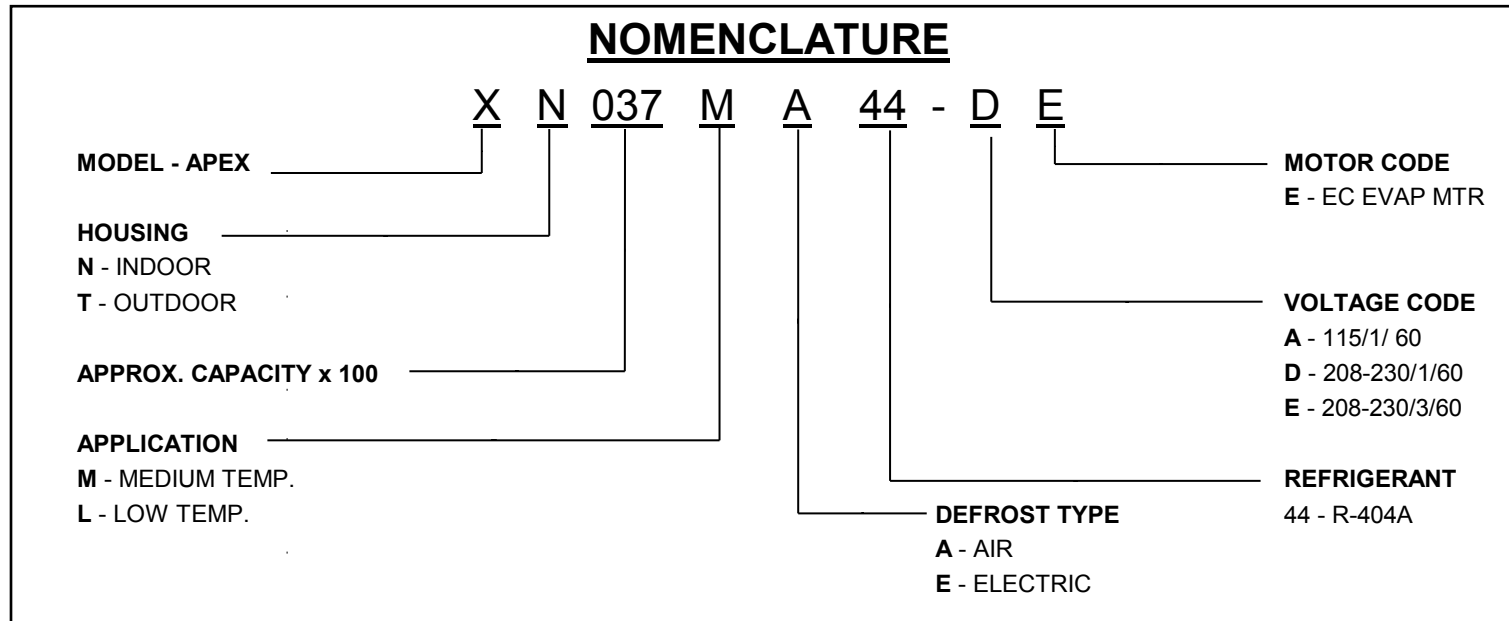 NOMENCLATURE
X N 037 M A 44 - D E
MODEL - APEX
HOUSING
N - INDOOR
T - OUTDOOR
APPROX. CAPACITY x 100
APPLICATION
M - MEDIUM TEMP.
L - LOW TEMP.
DEFROST TYPE
A - AIR
E - ELECTRIC
MOTOR CODE
E - EC EVAP MTR
VOLTAGE CODE
A - 115/1/ 60
D - 208-230/1/60
E - 208-230/3/60
REFRIGERANT
44 - R-404A